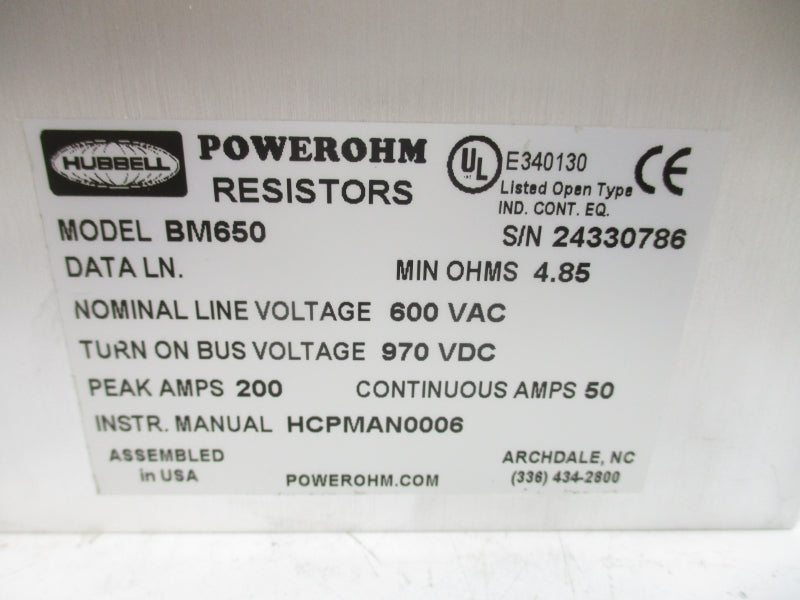 HUBBELL
POWEROHM
RESISTORS
UL E340130 CE
Listed Open Type
IND. CONT. EQ.
MODEL BM650 S/N 24330786
DATA LN. MIN OHMS 4.85
NOMINAL LINE VOLTAGE 600 VAC
TURN ON BUS VOLTAGE 970 VDC
PEAK AMPS 200 CONTINUOUS AMPS 50
INSTR. MANUAL HCPMAN0006
ASSEMBLED
in USA
POWEROHM.COM
ARCHDALE, NC
(336) 434-2800